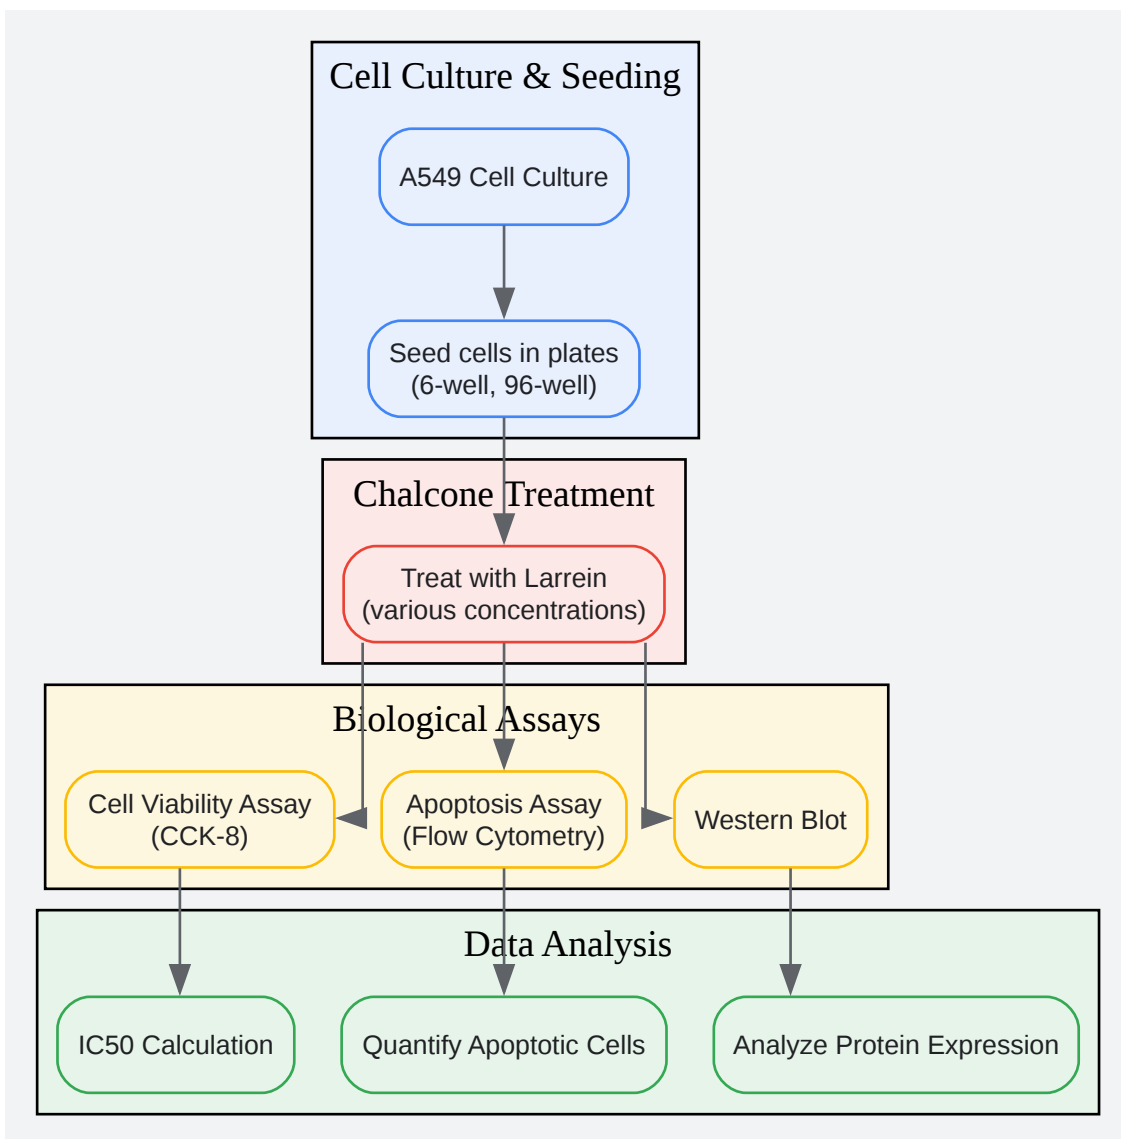 Cell Culture & Seeding
A549 Cell Culture
Seed cells in plates
(6-well, 96-well)
Chalcone Treatment
Treat with Larrein
(various concentrations)
Biological Assays
Cell Viability Assay
(CCK-8)
Apoptosis Assay
(Flow Cytometry)
Western Blot
Data Analysis
IC50 Calculation
Quantify Apoptotic Cells
Analyze Protein Expression